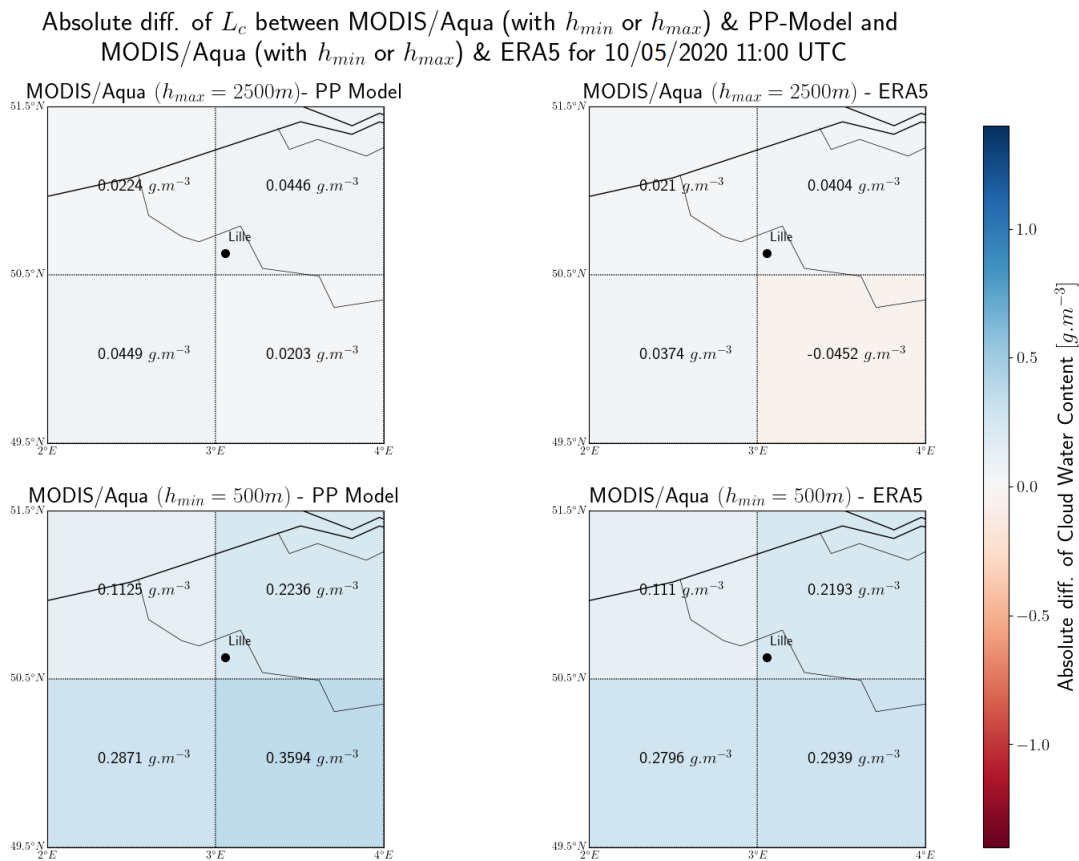 Absolute diff. of L_c between MODIS/Aqua (with h_min or h_max) & PP-Model and
MODIS/Aqua (with h_min or h_max) & ERA5 for 10/05/2020 11:00 UTC
MODIS/Aqua (h_max = 2500m)- PP Model
51.5°N
0.0224 g.m⁻³
0.0446 g.m⁻³
Lille
50.5°N
0.0449 g.m⁻³
0.0203 g.m⁻³
49.5°N
2°E
3°E
4°E
MODIS/Aqua (h_max = 2500m) - ERA5
51.5°N
0.021 g.m⁻³
0.0404 g.m⁻³
Lille
50.5°N
0.0374 g.m⁻³
-0.0452 g.m⁻³
49.5°N
2°E
3°E
4°E
MODIS/Aqua (h_min = 500m) - PP Model
51.5°N
0.1125 g.m⁻³
0.2236 g.m⁻³
Lille
50.5°N
0.2871 g.m⁻³
0.3594 g.m⁻³
49.5°N
2°E
3°E
4°E
MODIS/Aqua (h_min = 500m) - ERA5
51.5°N
0.111 g.m⁻³
0.2193 g.m⁻³
Lille
50.5°N
0.2796 g.m⁻³
0.2939 g.m⁻³
49.5°N
2°E
3°E
4°E
1.0
0.5
0.0
−0.5
−1.0
Absolute diff. of Cloud Water Content [g.m⁻³]